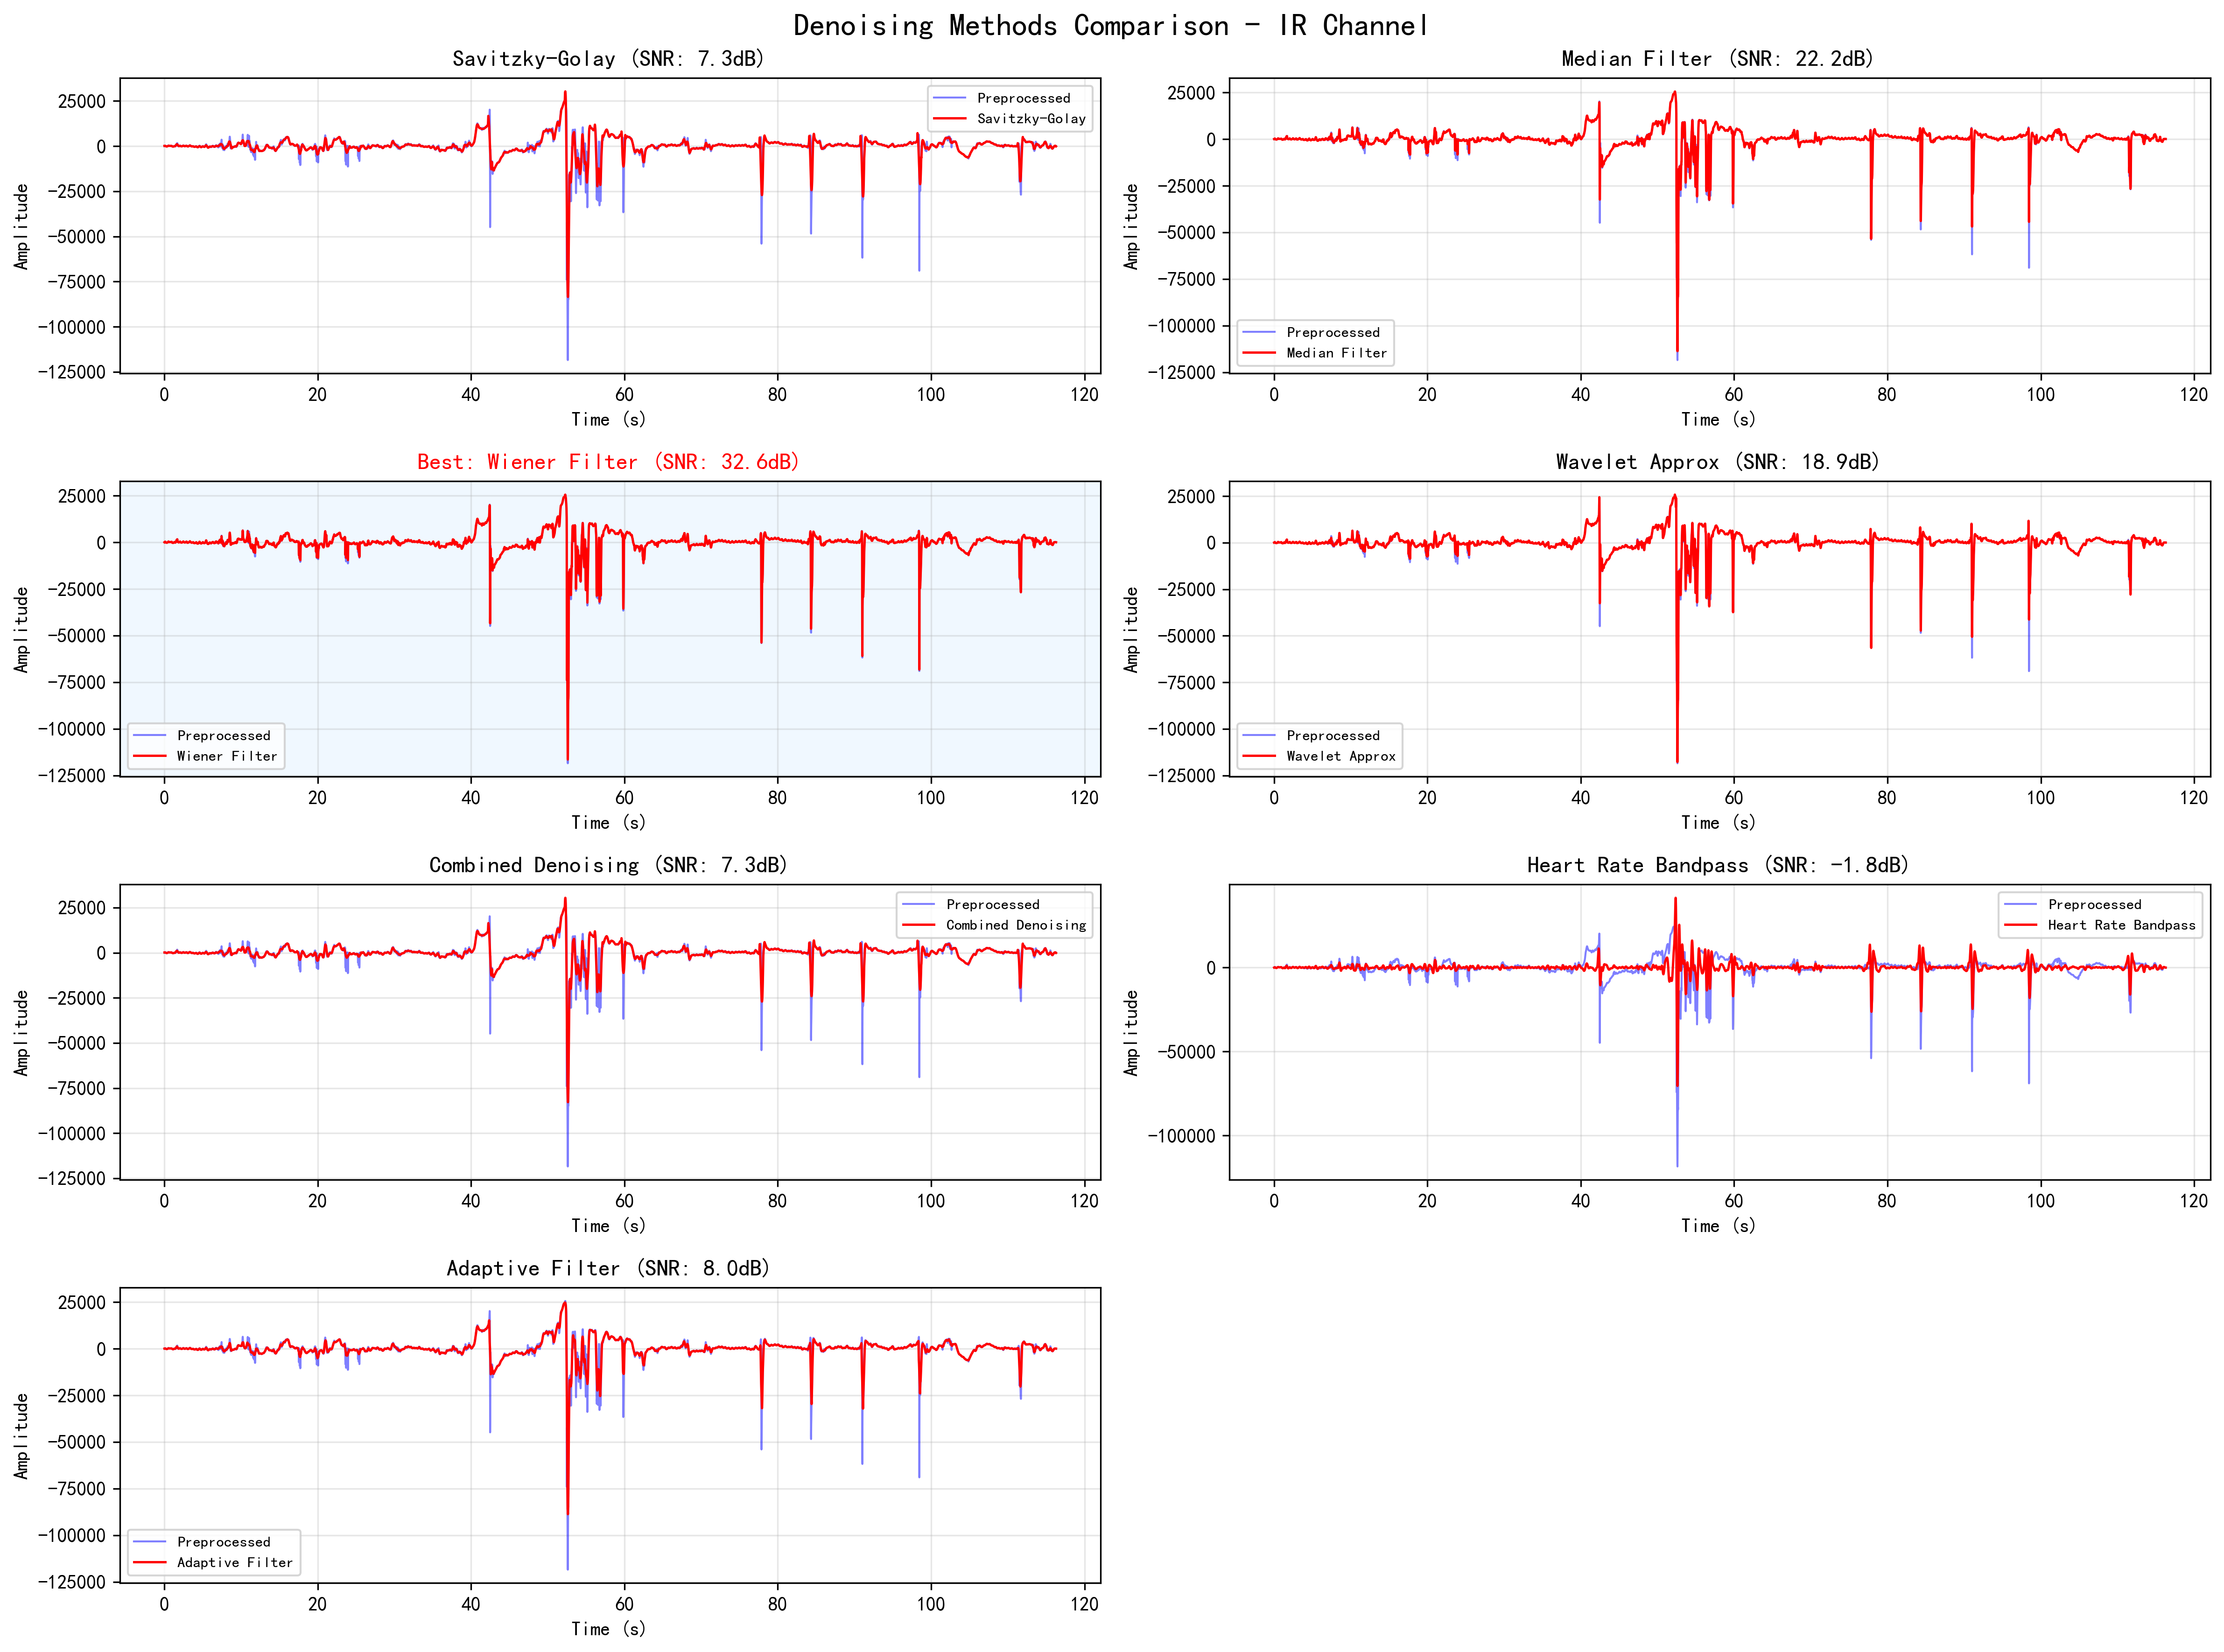 Denoising Methods Comparison - IR Channel
Savitzky-Golay (SNR: 7.3dB)
Amplitude
25000
0
-25000
-50000
-75000
-100000
-125000
Preprocessed
Savitzky-Golay
0 20 40 60 80 100 120
Time (s)
Median Filter (SNR: 22.2dB)
Amplitude
25000
0
-25000
-50000
-75000
-100000
-125000
Preprocessed
Median Filter
0 20 40 60 80 100 120
Time (s)
Best: Wiener Filter (SNR: 32.6dB)
Amplitude
25000
0
-25000
-50000
-75000
-100000
-125000
Preprocessed
Wiener Filter
0 20 40 60 80 100 120
Time (s)
Wavelet Approx (SNR: 18.9dB)
Amplitude
25000
0
-25000
-50000
-75000
-100000
-125000
Preprocessed
Wavelet Approx
0 20 40 60 80 100 120
Time (s)
Combined Denoising (SNR: 7.3dB)
Amplitude
25000
0
-25000
-50000
-75000
-100000
-125000
Preprocessed
Combined Denoising
0 20 40 60 80 100 120
Time (s)
Heart Rate Bandpass (SNR: -1.8dB)
Amplitude
0
-50000
-100000
Preprocessed
Heart Rate Bandpass
0 20 40 60 80 100 120
Time (s)
Adaptive Filter (SNR: 8.0dB)
Amplitude
25000
0
-25000
-50000
-75000
-100000
-125000
Preprocessed
Adaptive Filter
0 20 40 60 80 100 120
Time (s)